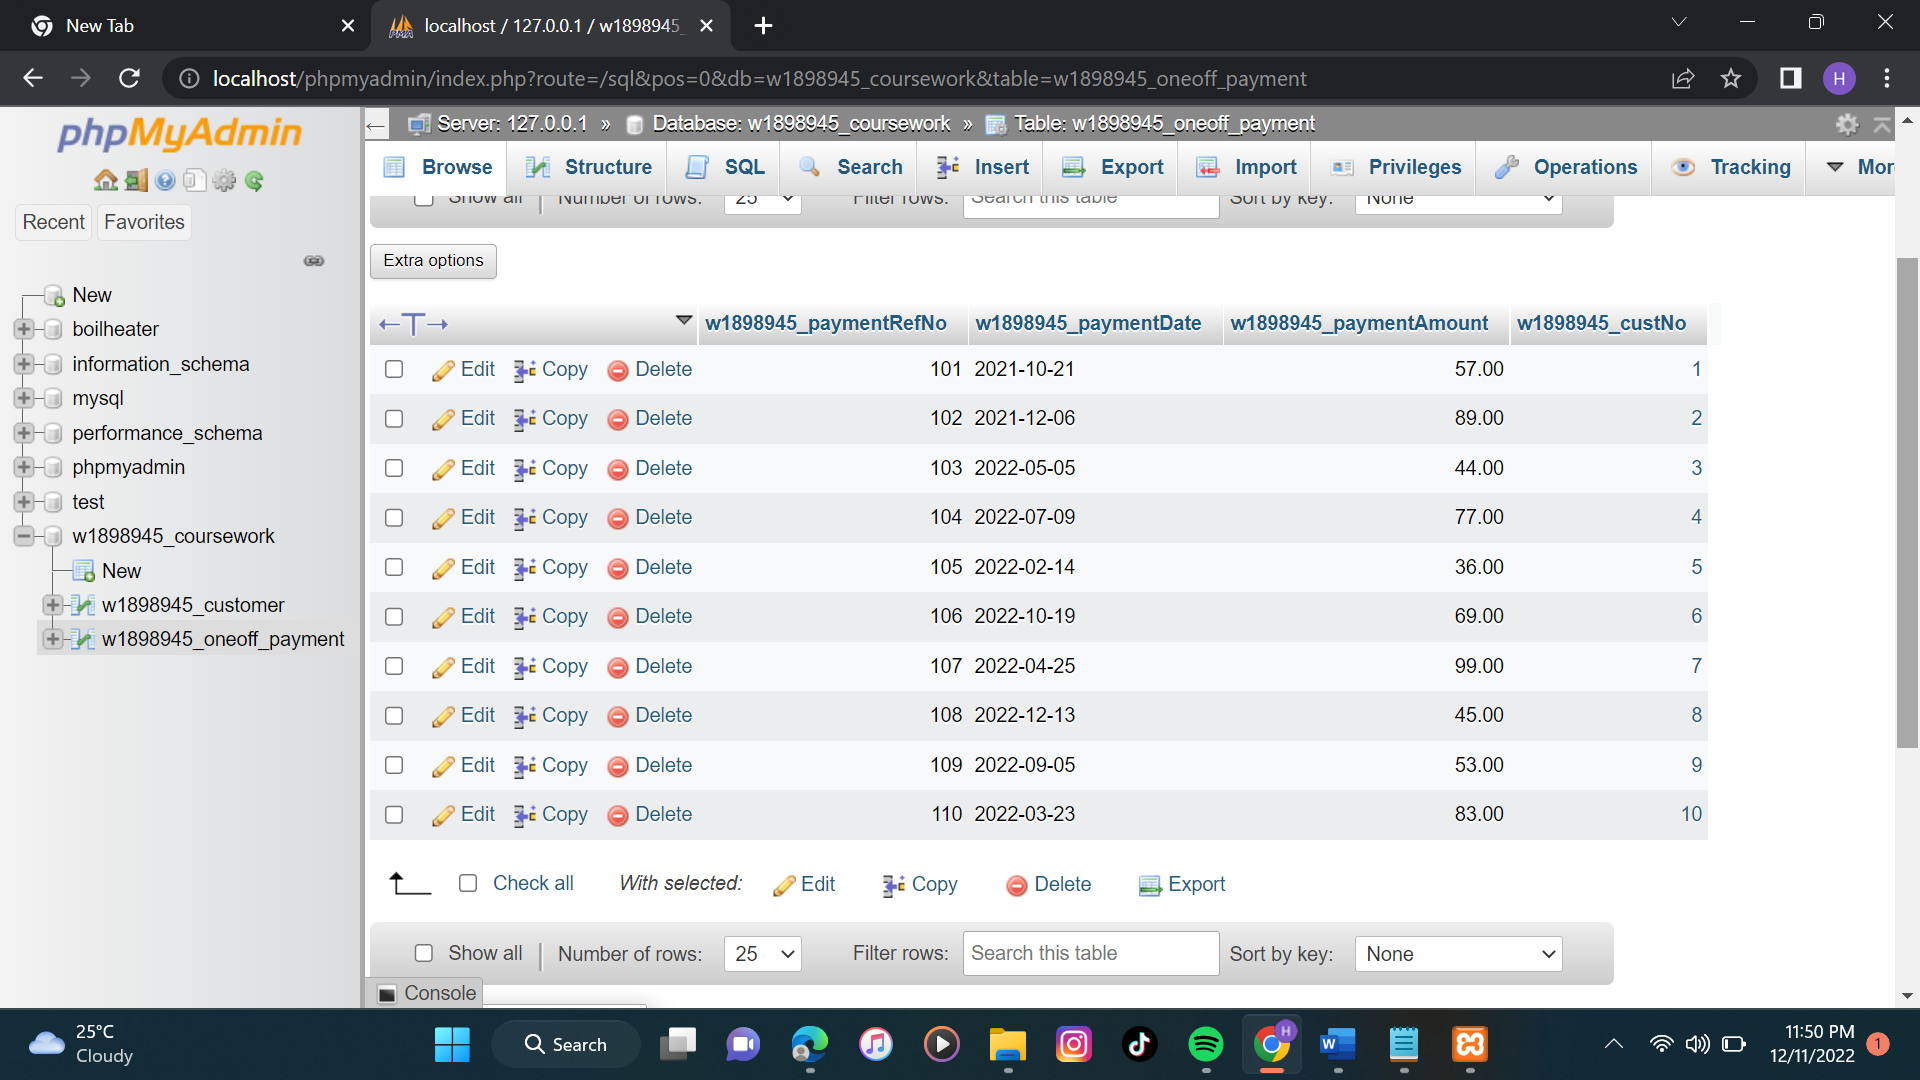 New Tab
localhost / 127.0.0.1 / w1898945_
localhost/phpmyadmin/index.php?route=/sql&pos=0&db=w1898945_coursework&table=w1898945_oneoff_payment
H
phpMyAdmin
Recent Favorites
New
boilheater
information_schema
mysql
performance_schema
phpmyadmin
test
w1898945_coursework
New
w1898945_customer
w1898945_oneoff_payment
Server: 127.0.0.1 » Database: w1898945_coursework » Table: w1898945_oneoff_payment
Browse Structure SQL Search Insert Export Import Privileges Operations Tracking Mor
Show all Number of rows: 25 Filter rows: Search this table Sort by key: None
Extra options
w1898945_paymentRefNo w1898945_paymentDate w1898945_paymentAmount w1898945_custNo
Edit Copy Delete 101 2021-10-21 57.00 1
Edit Copy Delete 102 2021-12-06 89.00 2
Edit Copy Delete 103 2022-05-05 44.00 3
Edit Copy Delete 104 2022-07-09 77.00 4
Edit Copy Delete 105 2022-02-14 36.00 5
Edit Copy Delete 106 2022-10-19 69.00 6
Edit Copy Delete 107 2022-04-25 99.00 7
Edit Copy Delete 108 2022-12-13 45.00 8
Edit Copy Delete 109 2022-09-05 53.00 9
Edit Copy Delete 110 2022-03-23 83.00 10
Check all With selected: Edit Copy Delete Export
Show all Number of rows: 25 Filter rows: Search this table Sort by key: None
Console
25°C
Cloudy
Search
11:50 PM
12/11/2022
1